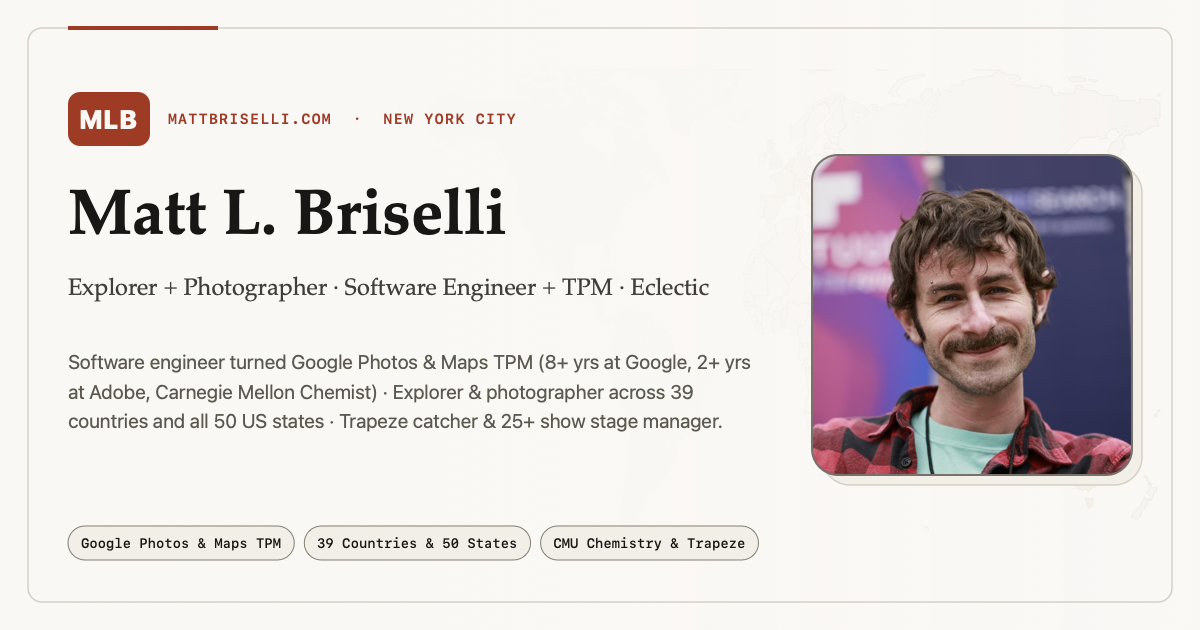 MLB
MATTBRISELLI.COM · NEW YORK CITY
Matt L. Briselli
Explorer + Photographer · Software Engineer + TPM · Eclectic
Software engineer turned Google Photos & Maps TPM (8+ yrs at Google, 2+ yrs
at Adobe, Carnegie Mellon Chemist) · Explorer & photographer across 39
countries and all 50 US states · Trapeze catcher & 25+ show stage manager.
SEARCH
Google Photos & Maps TPM
39 Countries & 50 States
CMU Chemistry & Trapeze